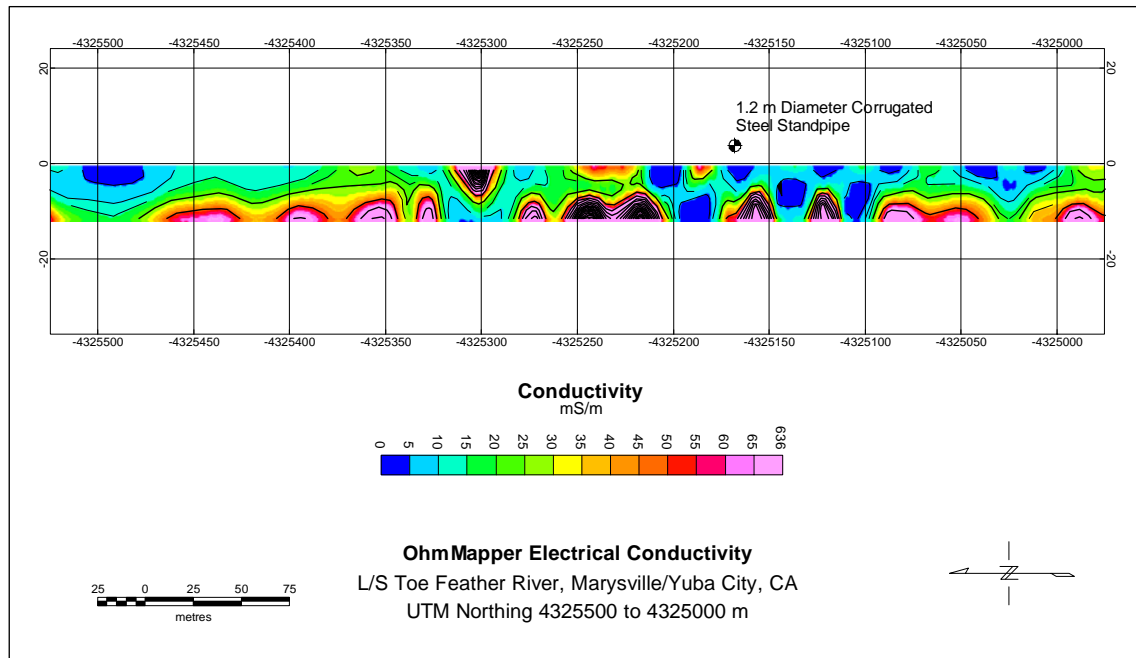 -4325500 -4325450 -4325400 -4325350 -4325300 -4325250 -4325200 -4325150 -4325100 -4325050 -4325000
20 20
1.2 m Diameter Corrugated
Steel Standpipe
0 0
-20 -20
-4325500 -4325450 -4325400 -4325350 -4325300 -4325250 -4325200 -4325150 -4325100 -4325050 -4325000
Conductivity
mS/m
0 5 10 15 20 25 30 35 40 45 50 55 60 65 636
OhmMapper Electrical Conductivity
L/S Toe Feather River, Marysville/Yuba City, CA
UTM Northing 4325500 to 4325000 m
25 0 25 50 75
metres
Z